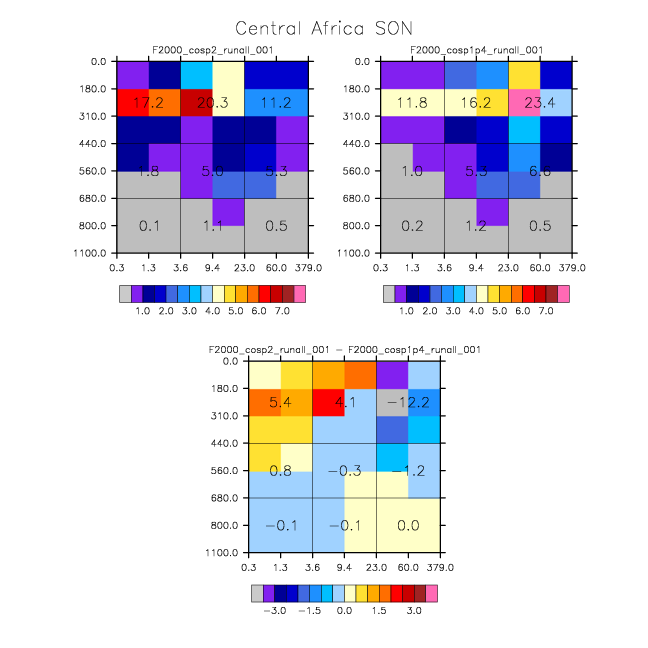 Central Africa SON
F2000_cosp2_runall_001
F2000_cosp1p4_runall_001
0.0
180.0
310.0
440.0
560.0
680.0
800.0
1100.0
17.2 20.3 11.2
1.8 5.0 5.3
0.1 1.1 0.5
0.3 1.3 3.6 9.4 23.0 60.0 379.0
1.0 2.0 3.0 4.0 5.0 6.0 7.0
0.0
180.0
310.0
440.0
560.0
680.0
800.0
1100.0
11.8 16.2 23.4
1.0 5.3 6.6
0.2 1.2 0.5
0.3 1.3 3.6 9.4 23.0 60.0 379.0
1.0 2.0 3.0 4.0 5.0 6.0 7.0
F2000_cosp2_runall_001 − F2000_cosp1p4_runall_001
0.0
180.0
310.0
440.0
560.0
680.0
800.0
1100.0
5.4 4.1 −12.2
0.8 −0.3 −1.2
−0.1 −0.1 0.0
0.3 1.3 3.6 9.4 23.0 60.0 379.0
−3.0 −1.5 0.0 1.5 3.0